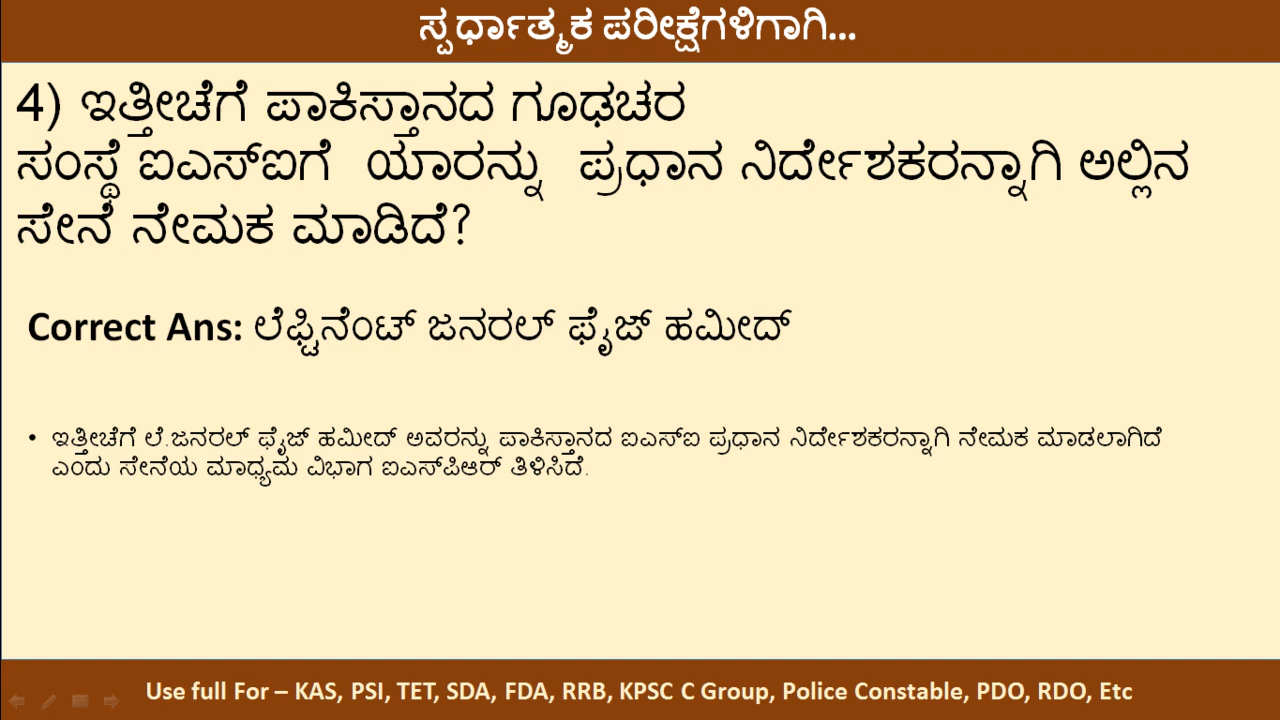 ಸ್ಪರ್ಧಾತ್ಮಕ ಪರೀಕ್ಷೆಗಳಿಗಾಗಿ...
4) ಇತ್ತೀಚೆಗೆ ಪಾಕಿಸ್ತಾನದ ಗೂಢಚರ
ಸಂಸ್ಥೆ ಐಎಸ್ಐಗೆ ಯಾರನ್ನು ಪ್ರಧಾನ ನಿರ್ದೇಶಕರನ್ನಾಗಿ ಅಲ್ಲಿನ
ಸೇನೆ ನೇಮಕ ಮಾಡಿದೆ?
Correct Ans: ಲೆಫ್ಟಿನೆಂಟ್ ಜನರಲ್ ಫೈಜ್ ಹಮೀದ್
• ಇತ್ತೀಚೆಗೆ ಲೆ.ಜನರಲ್ ಫೈಜ್ ಹಮೀದ್ ಅವರನ್ನು ಪಾಕಿಸ್ತಾನದ ಐಎಸ್ಐ ಪ್ರಧಾನ ನಿರ್ದೇಶಕರನ್ನಾಗಿ ನೇಮಕ ಮಾಡಲಾಗಿದೆ
ಎಂದು ಸೇನೆಯ ಮಾಧ್ಯಮ ವಿಭಾಗ ಐಎಸ್‌ಪಿಆರ್ ತಿಳಿಸಿದೆ.
Use full For – KAS, PSI, TET, SDA, FDA, RRB, KPSC C Group, Police Constable, PDO, RDO, Etc